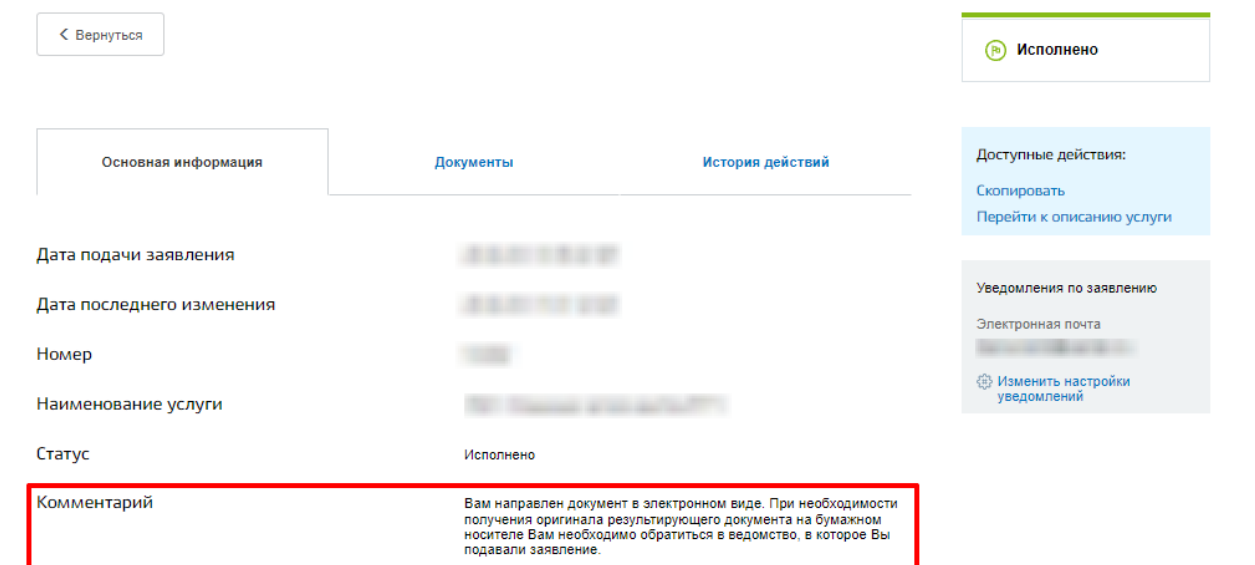 Вернуться
Исполнено
Основная информация
Документы
История действий
Доступные действия:
Скопировать
Перейти к описанию услуги
Дата подачи заявления
Дата последнего изменения
Номер
Наименование услуги
Статус
Исполнено
Комментарий
Вам направлен документ в электронном виде. При необходимости
получения оригинала результирующего документа на бумажном
носителе Вам необходимо обратиться в ведомство, в которое Вы
подавали заявление.
Уведомления по заявлению
Электронная почта
Изменить настройки
уведомлений